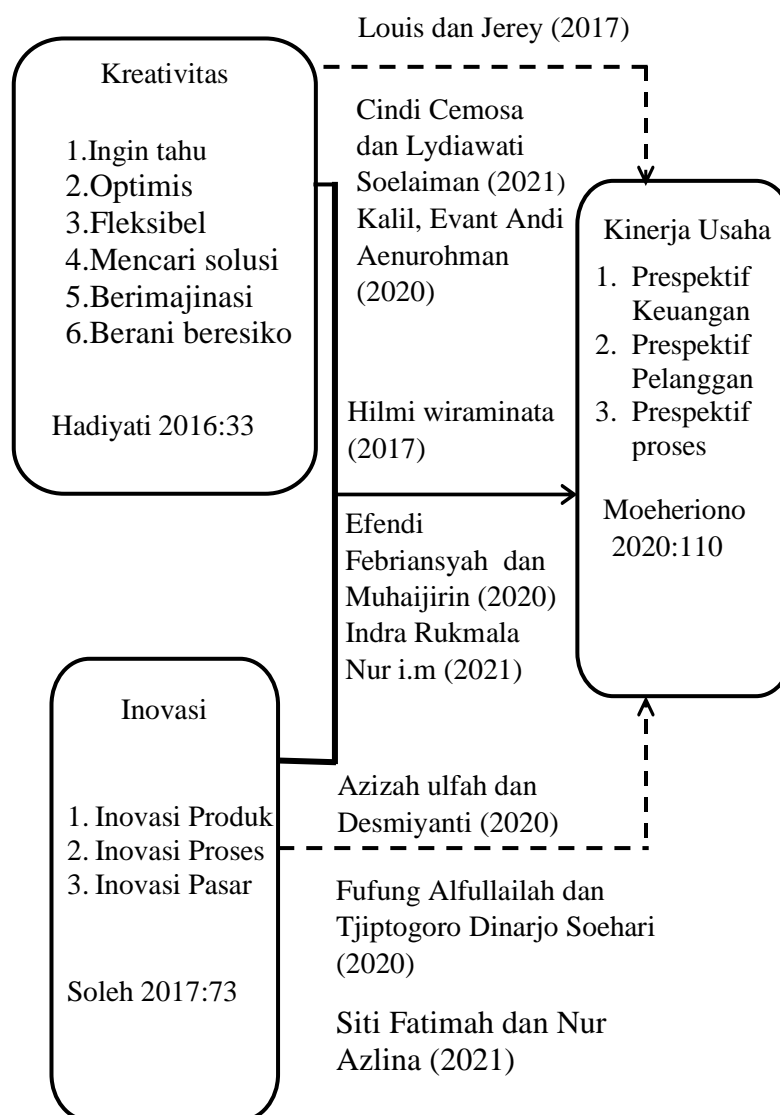 Louis dan Jerey (2017)
Kreativitas
1.Ingin tahu
2.Optimis
3.Fleksibel
4.Mencari solusi
5.Berimajinasi
6.Berani beresiko
Hadiyati 2016:33
Cindi Cemosa
dan Lydiawati
Soelaiman (2021)
Kalil, Evant Andi
Aenurohman
(2020)
Hilmi wiraminata
(2017)
Kinerja Usaha
1. Prespektif
Keuangan
2. Prespektif
Pelanggan
3. Prespektif
proses
Moeheriono
2020:110
Efendi
Febriansyah dan
Muhaijirin (2020)
Indra Rukmala
Nur i.m (2021)
Inovasi
1. Inovasi Produk
2. Inovasi Proses
3. Inovasi Pasar
Soleh 2017:73
Azizah ulfah dan
Desmiyanti (2020)
Fufung Alfullailah dan
Tjiptogoro Dinarjo Soehari
(2020)
Siti Fatimah dan Nur
Azlina (2021)